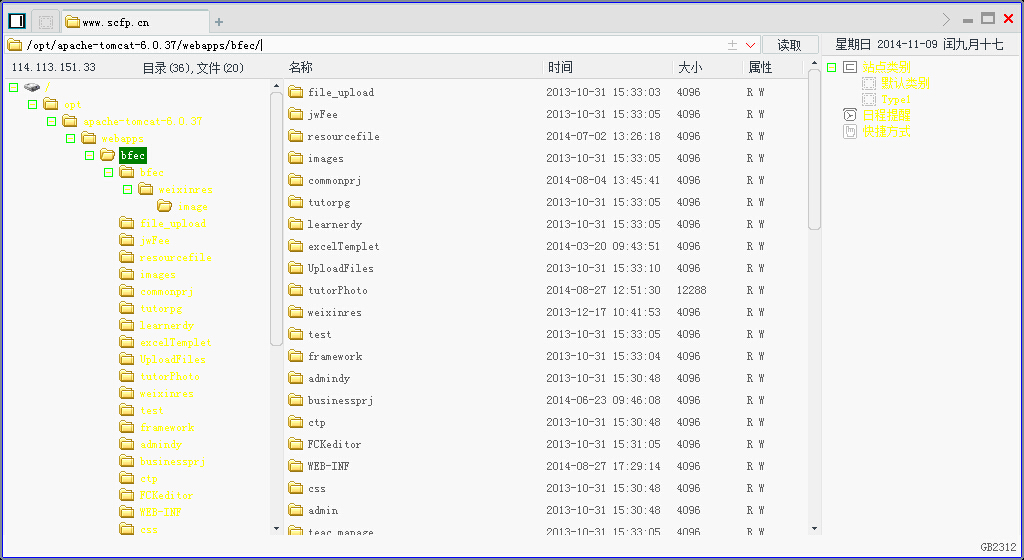 www.scfp.cn
/opt/apache-tomcat-6.0.37/webapps/bfec/
读取
星期日 2014-11-09 闰九月十七
114.113.151.33 目录(36),文件(20)
名称 时间 大小 属性
/
opt
apache-tomcat-6.0.37
webapps
bfec
bfec
weixinres
image
file_upload
jwFee
resourcefile
images
commonprj
tutorpg
learnerdy
excelTemplet
UploadFiles
tutorPhoto
weixinres
test
framework
admindy
businessprj
ctp
FCKeditor
WEB-INF
css
file_upload 2013-10-31 15:33:03 4096 R W
jwFee 2013-10-31 15:33:05 4096 R W
resourcefile 2014-07-02 13:26:18 4096 R W
images 2013-10-31 15:33:05 4096 R W
commonprj 2014-08-04 13:45:41 4096 R W
tutorpg 2013-10-31 15:33:05 4096 R W
learnerdy 2013-10-31 15:33:05 4096 R W
excelTemplet 2014-03-20 09:43:51 4096 R W
UploadFiles 2013-10-31 15:33:10 4096 R W
tutorPhoto 2014-08-27 12:51:30 12288 R W
weixinres 2013-12-17 10:41:53 4096 R W
test 2013-10-31 15:33:05 4096 R W
framework 2013-10-31 15:33:04 4096 R W
admindy 2013-10-31 15:30:48 4096 R W
businessprj 2014-06-23 09:46:08 4096 R W
ctp 2013-10-31 15:30:48 4096 R W
FCKeditor 2013-10-31 15:31:05 4096 R W
WEB-INF 2014-08-27 17:29:14 4096 R W
css 2013-10-31 15:30:48 4096 R W
admin 2013-10-31 15:30:48 4096 R W
teac_manage 2013-10-31 15:33:05 4096 R W
站点类别
默认类别
Type1
日程提醒
快捷方式
GB2312